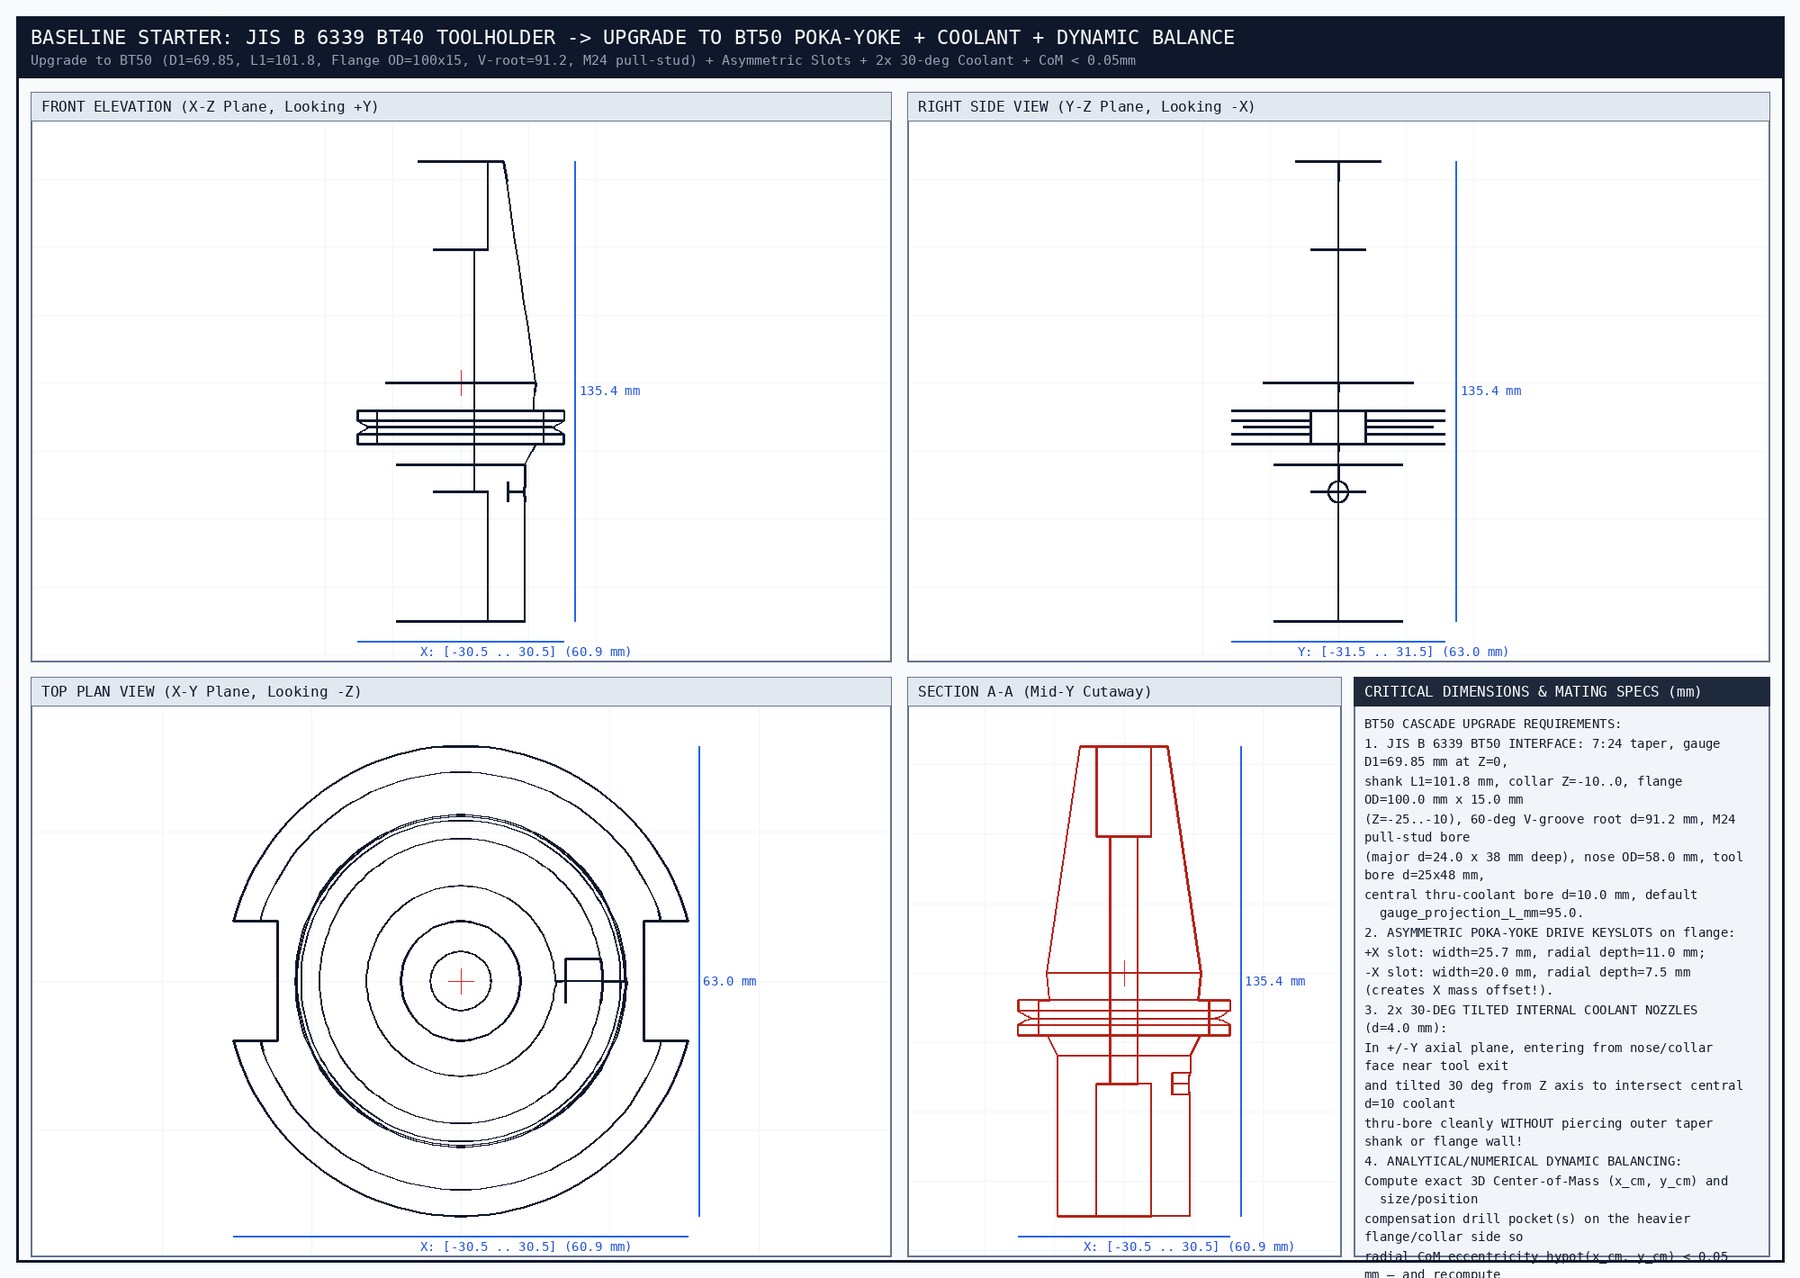 BASELINE STARTER: JIS B 6339 BT40 TOOLHOLDER -> UPGRADE TO BT50 POKA-YOKE + COOLANT + DYNAMIC BALANCE
Upgrade to BT50 (D1=69.85, L1=101.8, Flange OD=100x15, V-root=91.2, M24 pull-stud) + Asymmetric Slots + 2x 30-deg Coolant + CoM < 0.05mm
FRONT ELEVATION (X-Z Plane, Looking +Y)
135.4 mm
X: [-30.5 .. 30.5] (60.9 mm)
RIGHT SIDE VIEW (Y-Z Plane, Looking -X)
135.4 mm
Y: [-31.5 .. 31.5] (63.0 mm)
TOP PLAN VIEW (X-Y Plane, Looking -Z)
63.0 mm
X: [-30.5 .. 30.5] (60.9 mm)
SECTION A-A (Mid-Y Cutaway)
135.4 mm
X: [-30.5 .. 30.5] (60.9 mm)
CRITICAL DIMENSIONS & MATING SPECS (mm)
BT50 CASCADE UPGRADE REQUIREMENTS:
1. JIS B 6339 BT50 INTERFACE: 7:24 taper, gauge
D1=69.85 mm at Z=0,
shank L1=101.8 mm, collar Z=-10..0, flange
OD=100.0 mm x 15.0 mm
(Z=-25..-10), 60-deg V-groove root d=91.2 mm, M24
pull-stud bore
(major d=24.0 x 38 mm deep), nose OD=58.0 mm, tool
bore d=25x48 mm,
central thru-coolant bore d=10.0 mm, default
gauge_projection_L_mm=95.0.
2. ASYMMETRIC POKA-YOKE DRIVE KEYSLOTS on flange:
+X slot: width=25.7 mm, radial depth=11.0 mm;
-X slot: width=20.0 mm, radial depth=7.5 mm
(creates X mass offset!).
3. 2x 30-DEG TILTED INTERNAL COOLANT NOZZLES
(d=4.0 mm):
In +/-Y axial plane, entering from nose/collar
face near tool exit
and tilted 30 deg from Z axis to intersect central
d=10 coolant
thru-bore cleanly WITHOUT piercing outer taper
shank or flange wall!
4. ANALYTICAL/NUMERICAL DYNAMIC BALANCING:
Compute exact 3D Center-of-Mass (x_cm, y_cm) and
size/position
compensation drill pocket(s) on the heavier
flange/collar side so
radial CoM eccentricity hypot(x_cm, y_cm) < 0.05
mm — and recompute